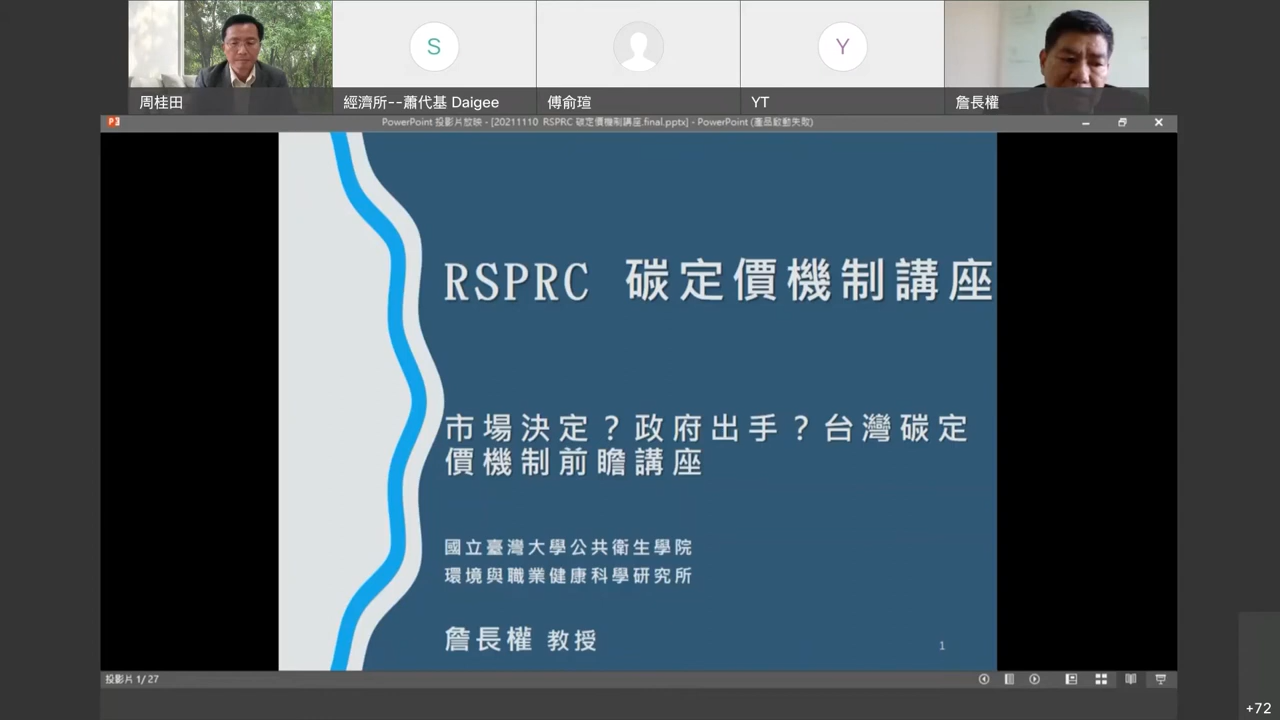 S
Y
周桂田
經濟所--蕭代基 Daigee
傅俞瑄
YT
詹長權
PowerPoint 投影片放映 - [20211110 RSPRC 碳定價機制講座.final.pptx] - PowerPoint (產品啟動失敗)
RSPRC 碳定價機制講座
市場決定？政府出手？台灣碳定
價機制前瞻講座
國立臺灣大學公共衛生學院
環境與職業健康科學研究所
詹長權 教授
1
投影片 1/27
+72